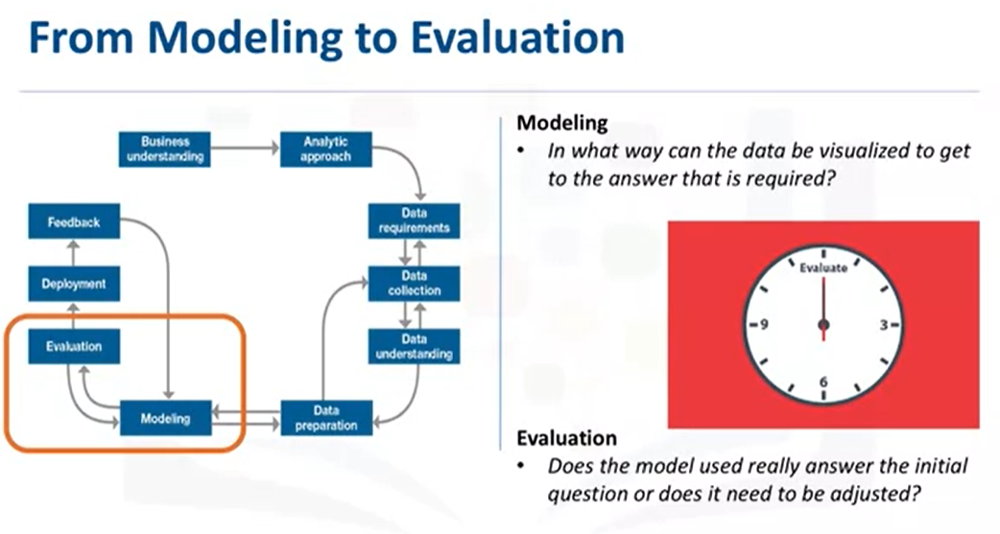 From Modeling to Evaluation
Business
understanding
Analytic
approach
Feedback
Data
requirements
Deployment
Data
collection
Evaluation
Data
understanding
Modeling
Data
preparation
Modeling
• In what way can the data be visualized to get
to the answer that is required?
Evaluate
9
3
6
Evaluation
• Does the model used really answer the initial
question or does it need to be adjusted?